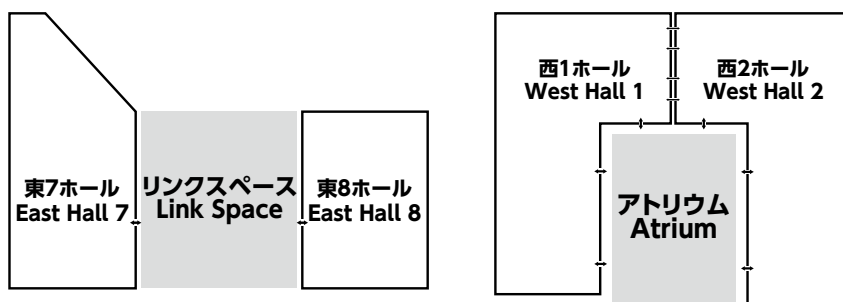 東7ホール
East Hall 7
リンクスペース
Link Space
東8ホール
East Hall 8
西1ホール
West Hall 1
西2ホール
West Hall 2
アトリウム
Atrium